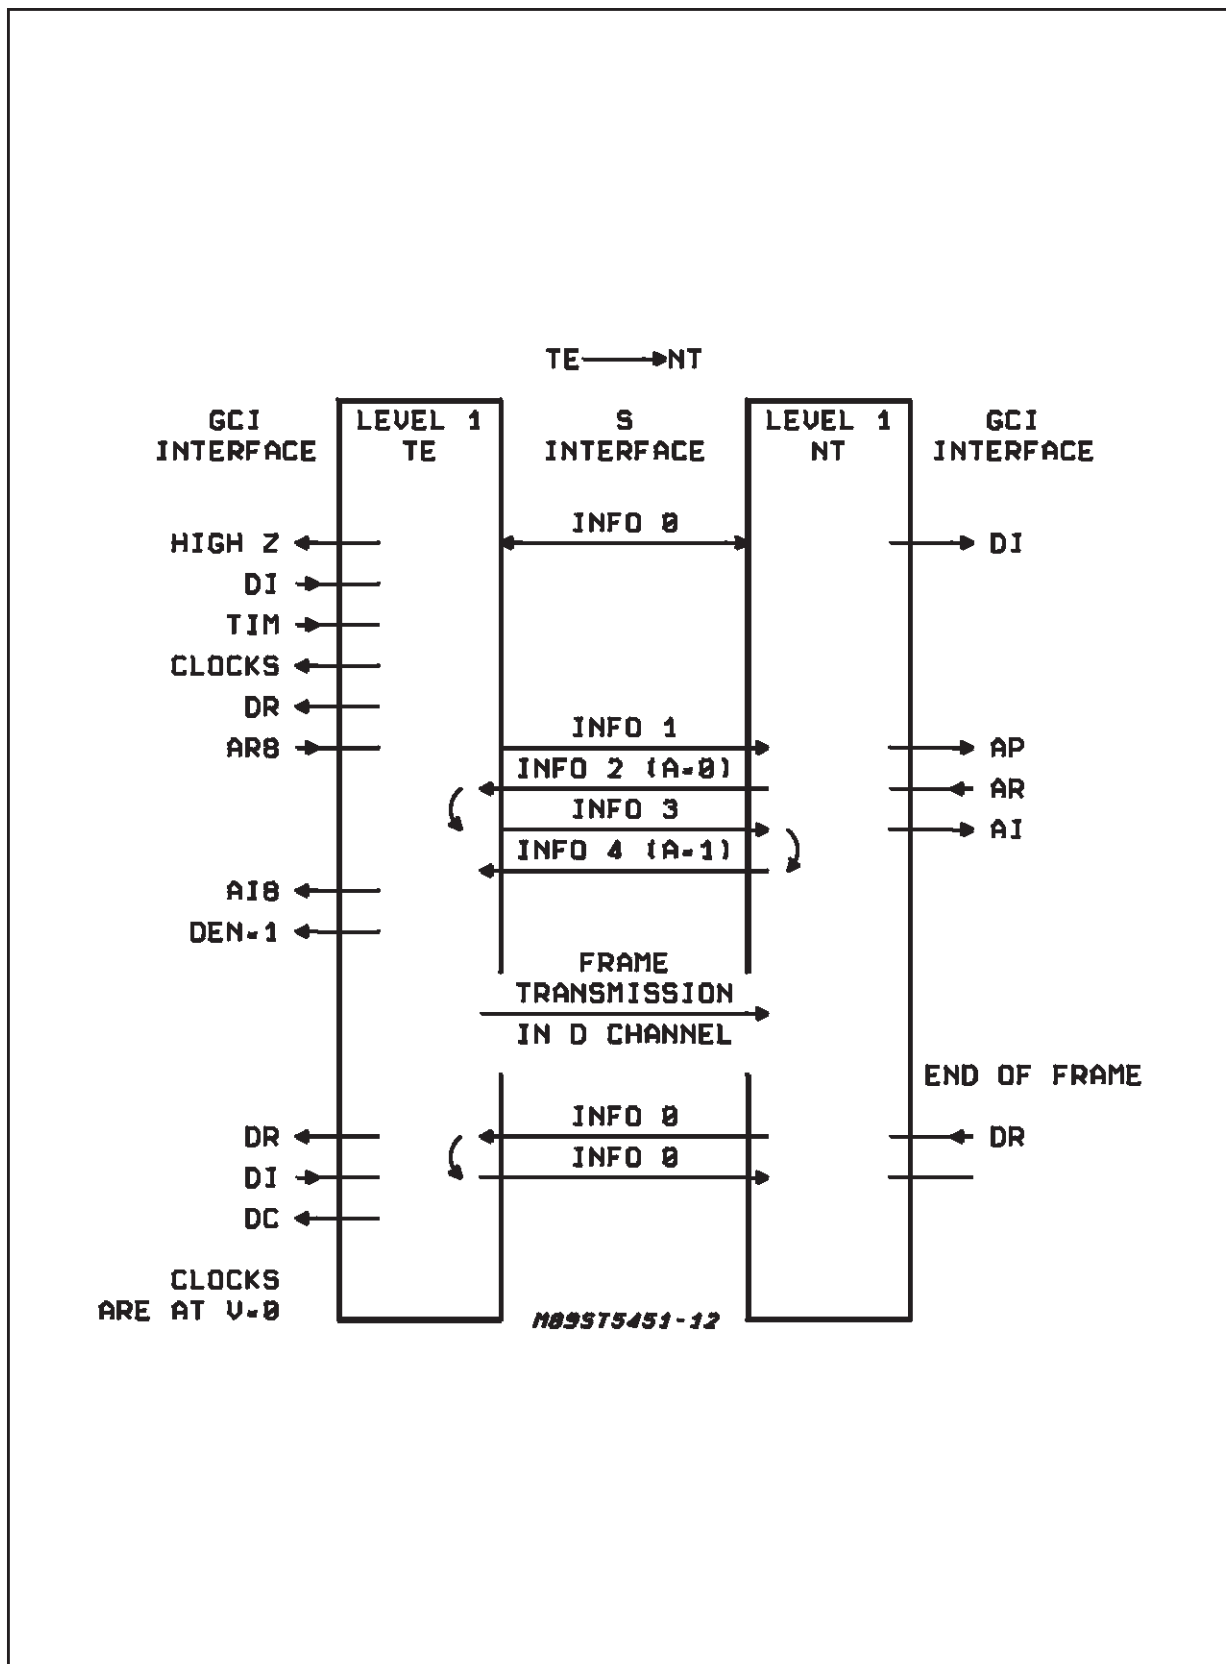 TE NT
GCI INTERFACE
LEVEL 1 TE
S INTERFACE
LEVEL 1 NT
GCI INTERFACE
INFO 0
HIGH Z
DI
DI
TIM
CLOCKS
DR
INFO 1
AR8
AP
INFO 2 (A=0)
AR
INFO 3
AI
INFO 4 (A=1)
AI8
DEN=1
FRAME
TRANSMISSION
IN D CHANNEL
END OF FRAME
INFO 0
DR
DR
INFO 0
DI
DC
CLOCKS
ARE AT V=0
M89ST5451-12